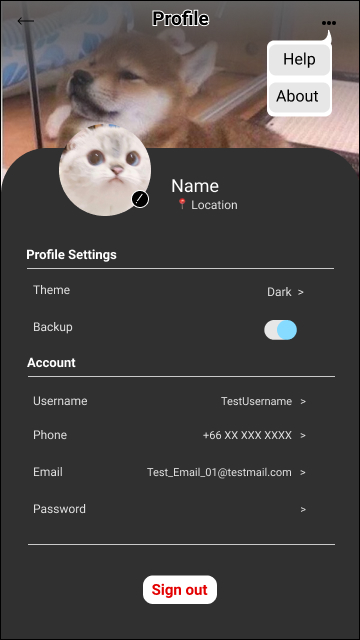 Profile
Help
About
Name
Location
Profile Settings
Theme Dark >
Backup
Account
Username TestUsername >
Phone +66 XX XXX XXXX >
Email Test_Email_01@testmail.com >
Password >
Sign out